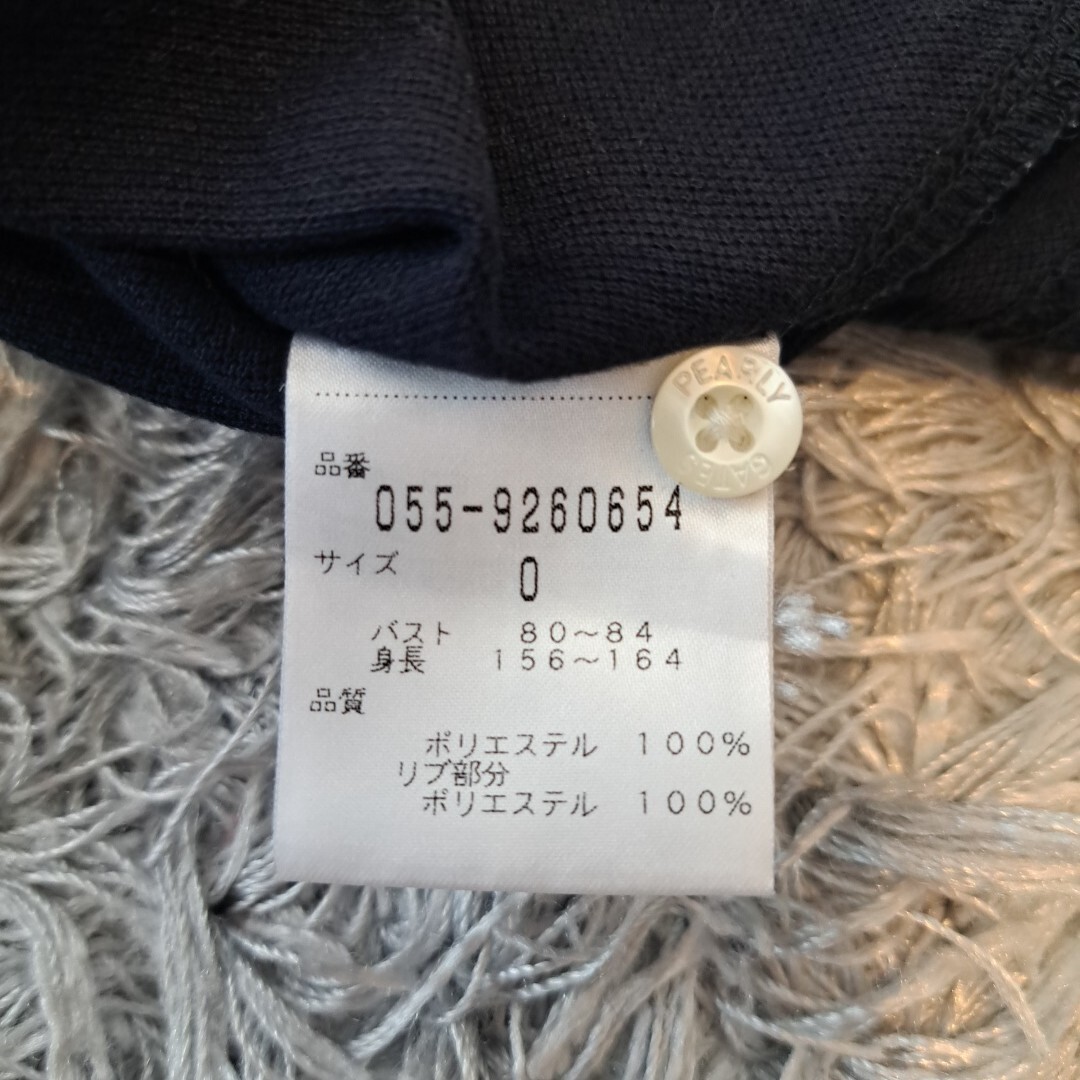 PEARLY
GATES
品番
055-9260654
サイズ 0
バスト 80～84
身長 156～164
品質
ポリエステル 100%
リブ部分
ポリエステル 100%